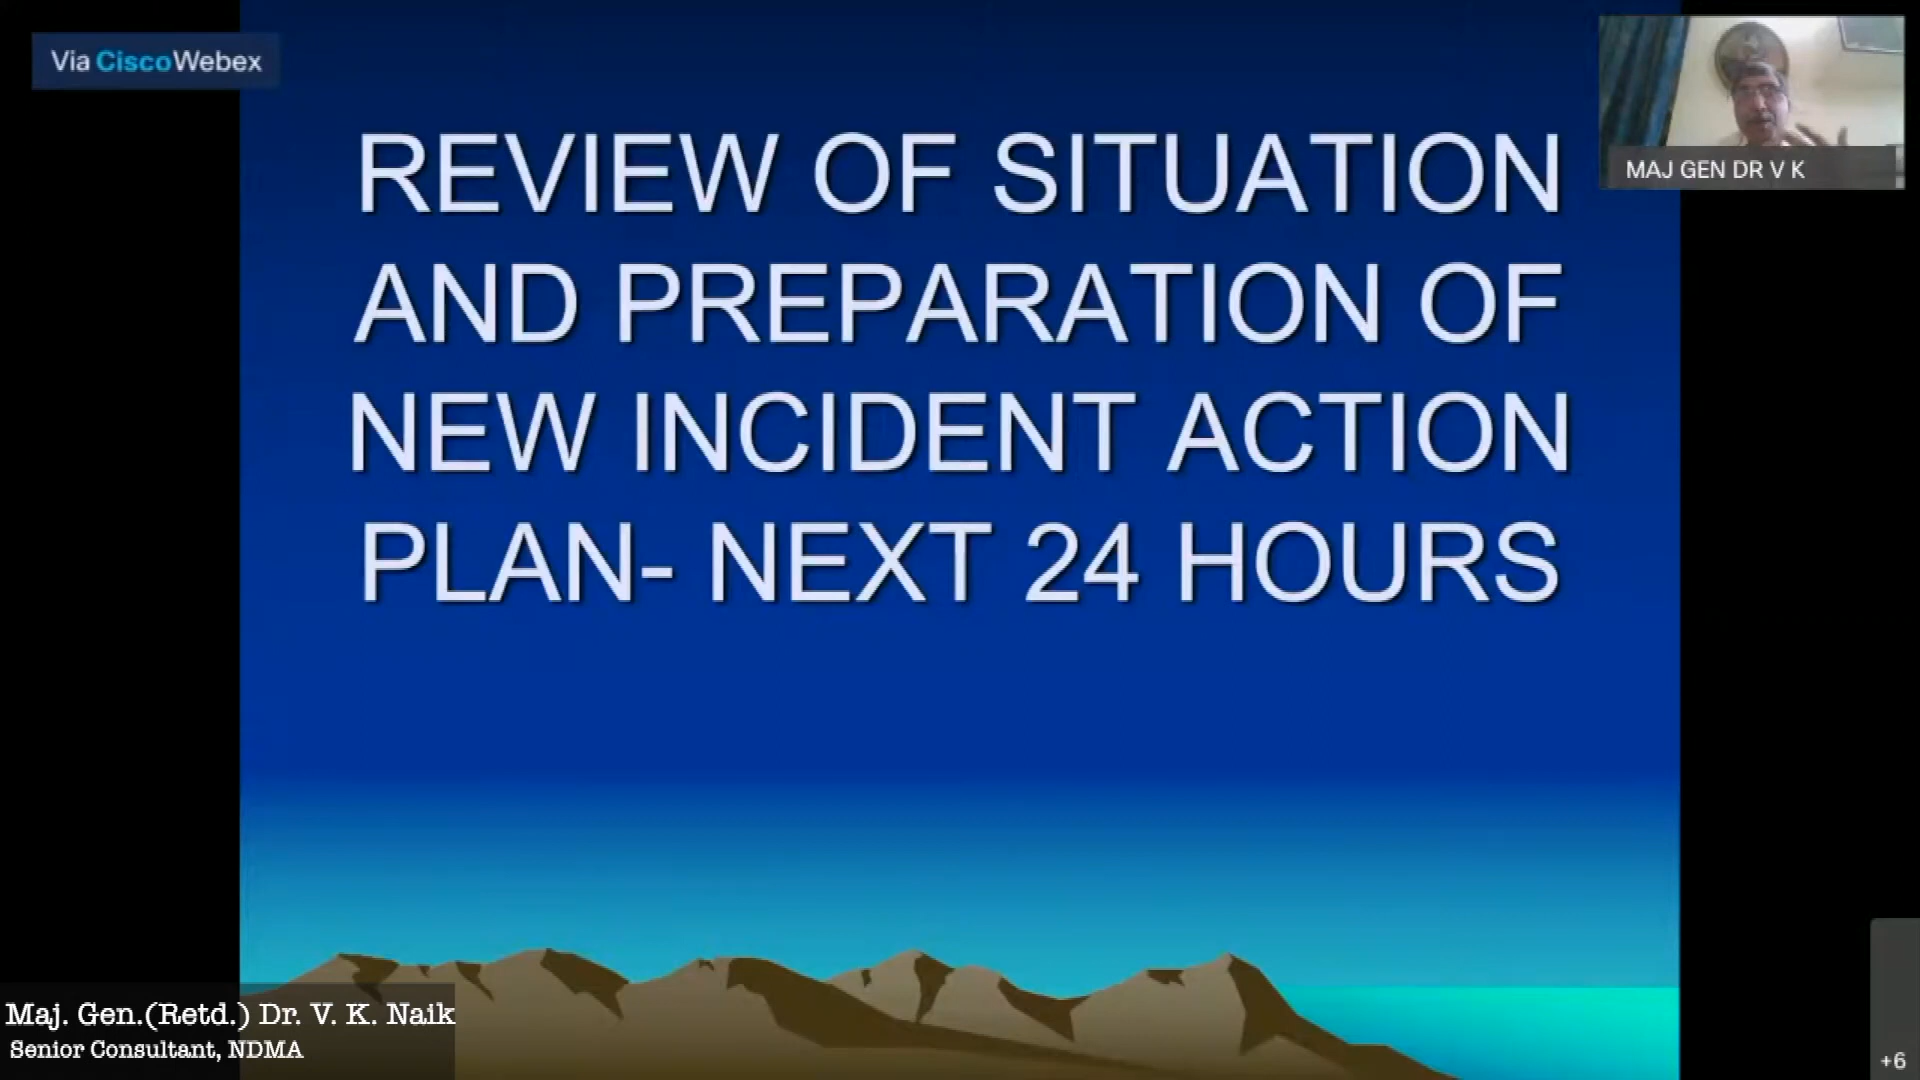 Via CiscoWebex
MAJ GEN DR V K
REVIEW OF SITUATION
AND PREPARATION OF
NEW INCIDENT ACTION
PLAN- NEXT 24 HOURS
Maj. Gen.(Retd.) Dr. V. K. Naik
Senior Consultant, NDMA
+6